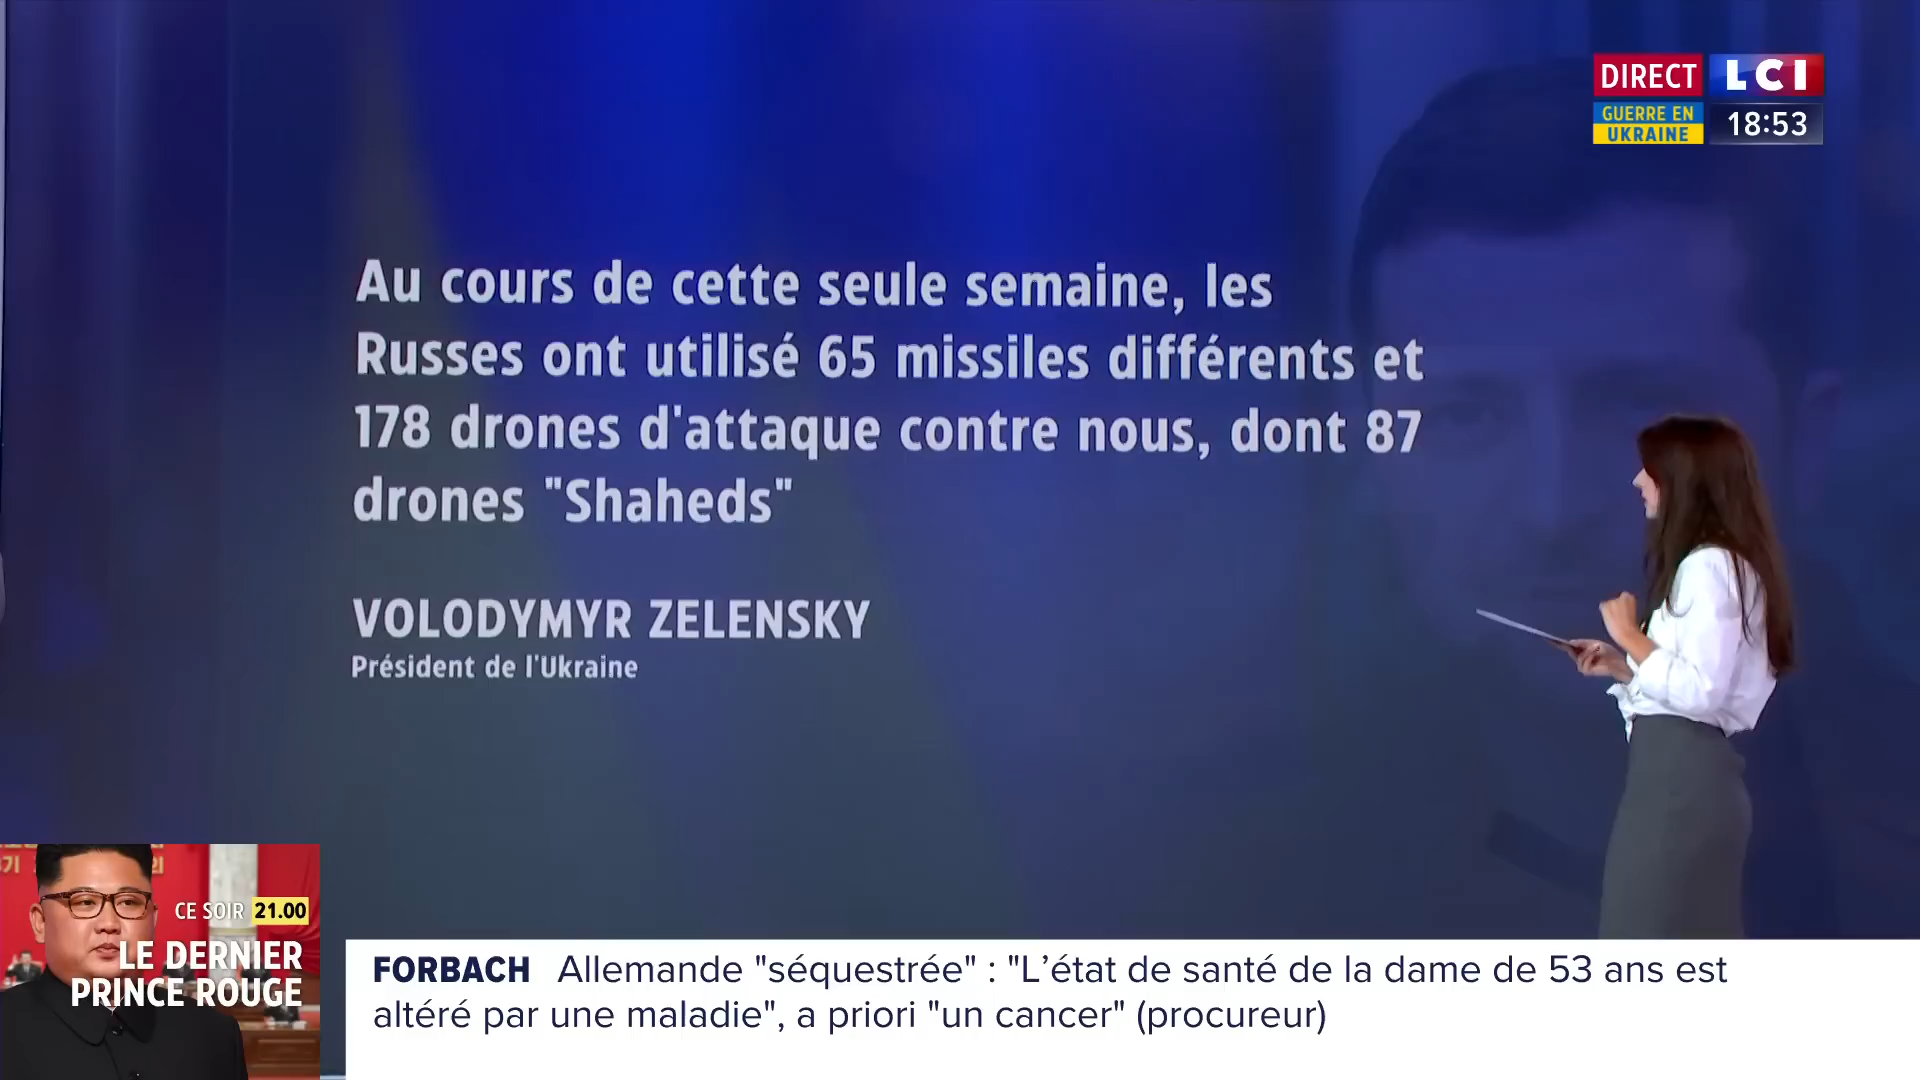 DIRECT
LCI
GUERRE EN
UKRAINE
18:53
Au cours de cette seule semaine, les
Russes ont utilisé 65 missiles différents et
178 drones d'attaque contre nous, dont 87
drones "Shaheds"
VOLODYMYR ZELENSKY
Président de l'Ukraine
CE SOIR 21.00
LE DERNIER
PRINCE ROUGE
FORBACH Allemande "séquestrée" : "L’état de santé de la dame de 53 ans est
altéré par une maladie", a priori "un cancer" (procureur)